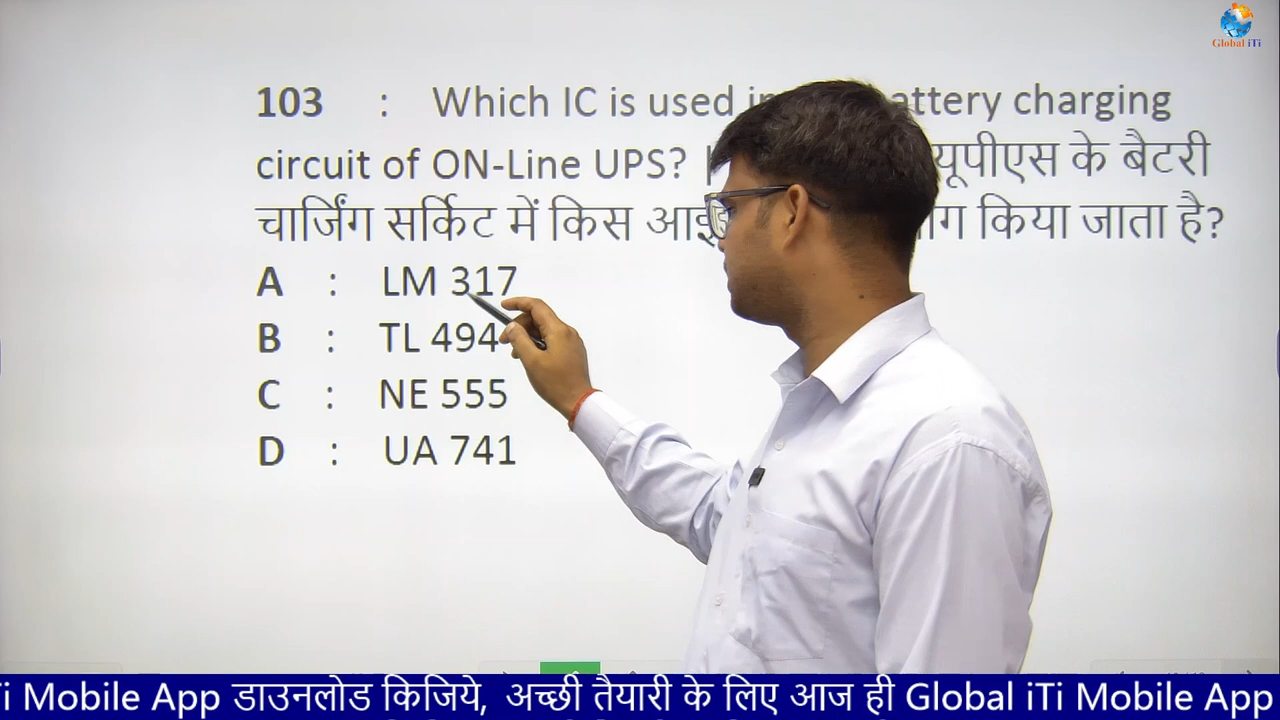 Global iTi
103 : Which IC is used in battery charging
circuit of ON-Line UPS? यूपीएस के बैटरी
चार्जिंग सर्किट में किस किया जाता है?
A : LM 317
B : TL 494
C : NE 555
D : UA 741
Mobile App डाउनलोड किजिये, अच्छी तैयारी के लिए आज ही Global iTi Mobile App